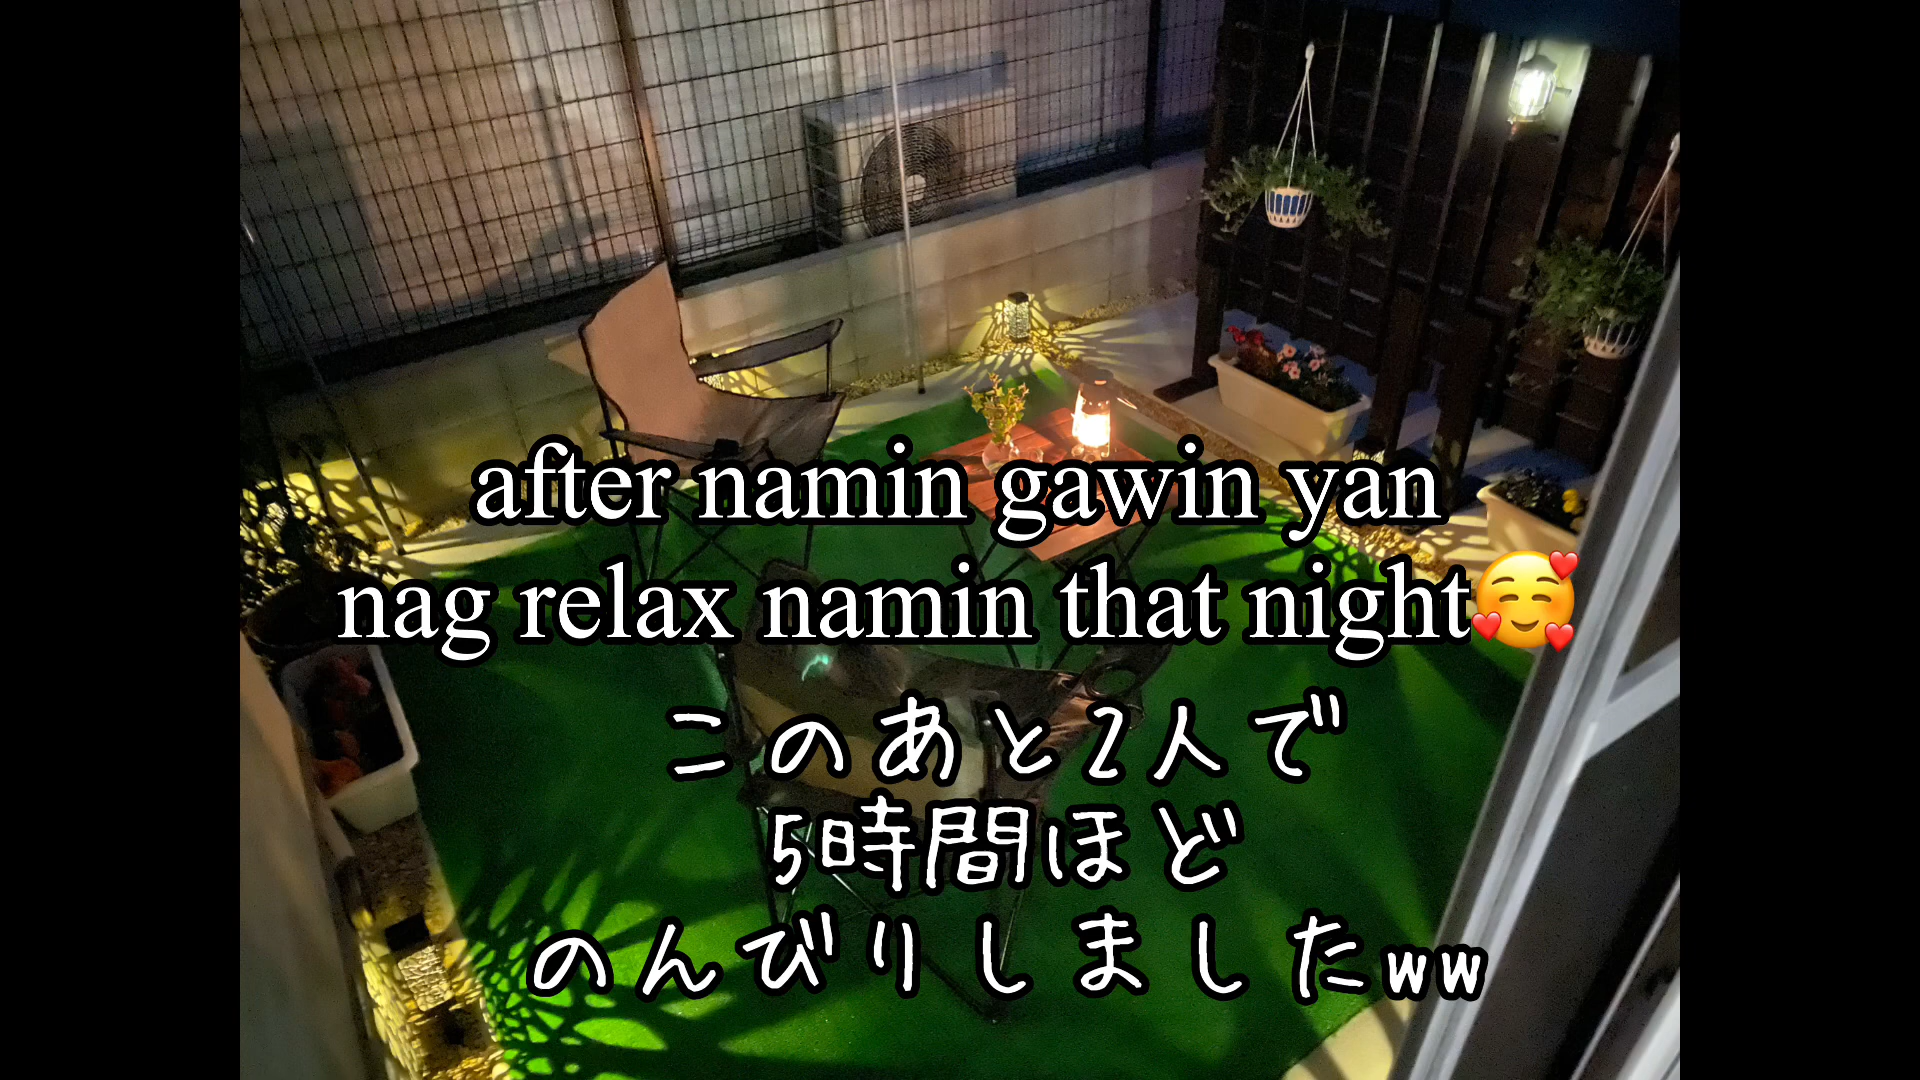 after namin gawin yan
nag relax namin that night🥰
このあと2人で
5時間ほど
のんびりしましたww